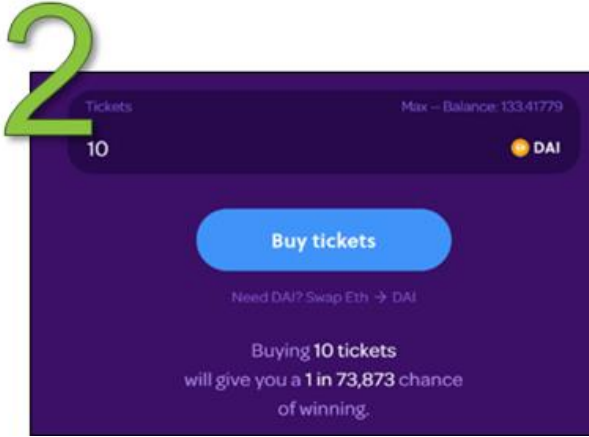 2
Tickets Max – Balance: 133.41779
10 DAI
Buy tickets
Need DAI? Swap Eth → DAI
Buying 10 tickets
will give you a 1 in 73,873 chance
of winning.